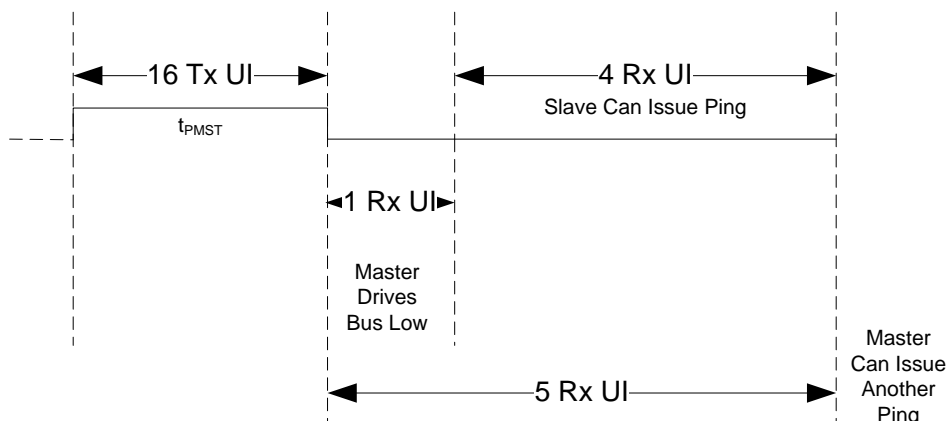 16 Tx UI
4 Rx UI
Slave Can Issue Ping
tPMST
1 Rx UI
Master
Drives
Bus Low
5 Rx UI
Master
Can Issue
Another
Ping